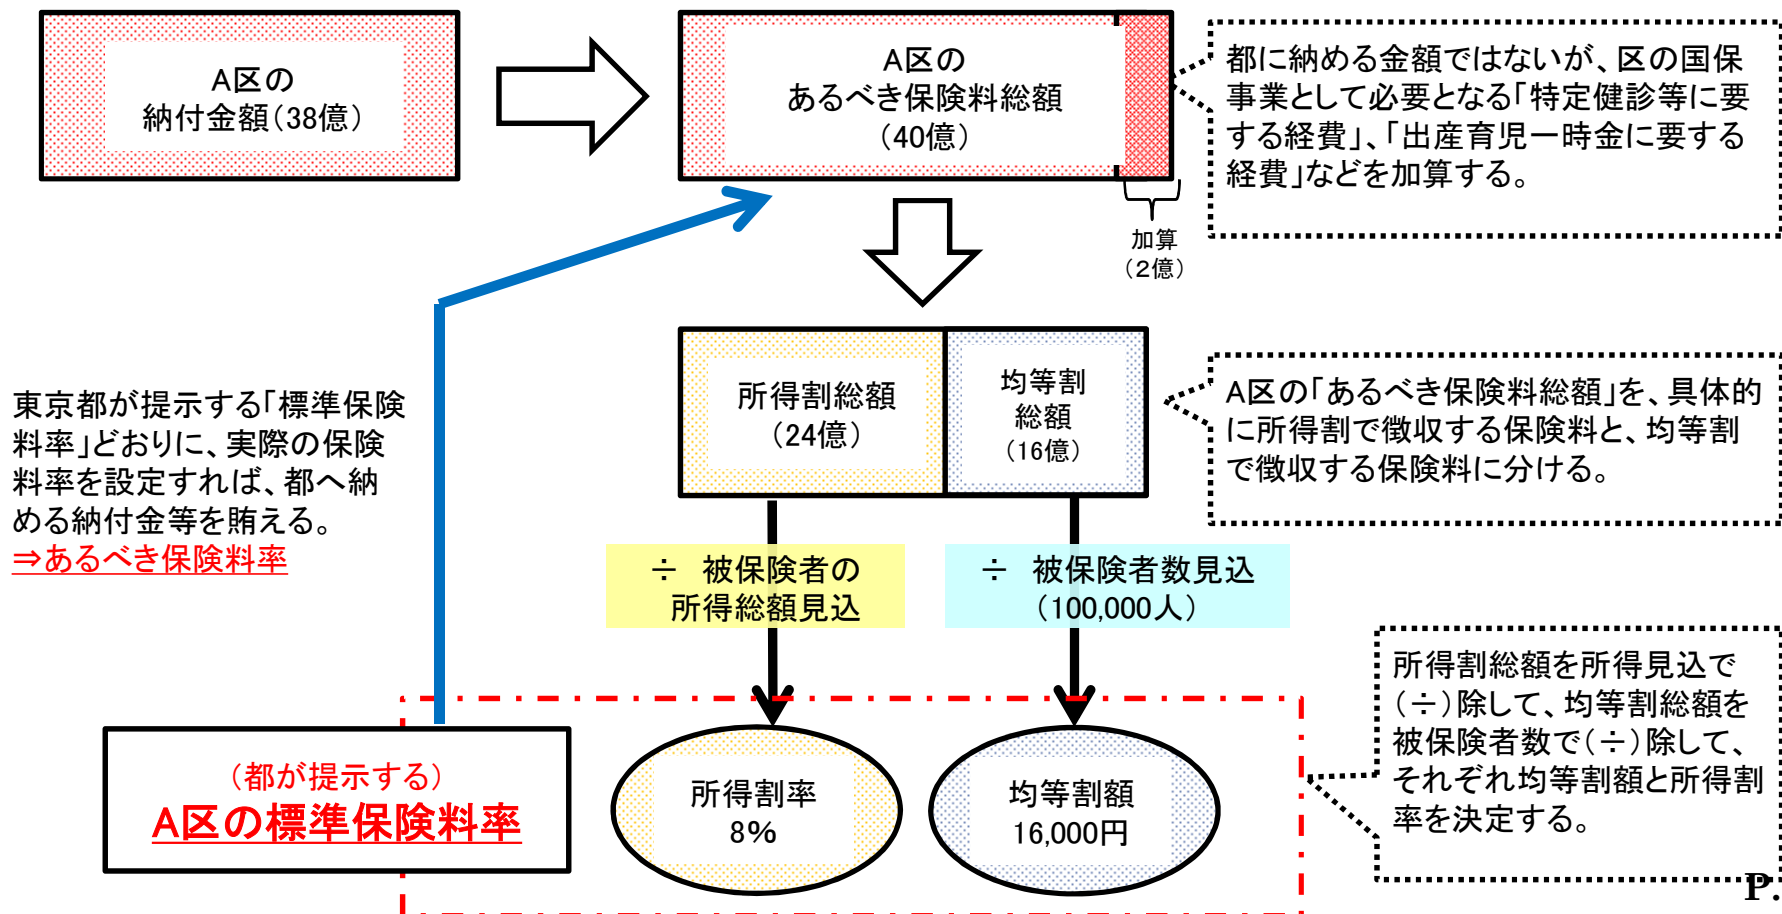 A区の
納付金額（38億）
A区の
あるべき保険料総額
（40億）
都に納める金額ではないが、区の国保
事業として必要となる「特定健診等に要
する経費」、「出産育児一時金に要する
経費」などを加算する。
加算
（２億）
所得割総額
（24億）
均等割
総額
（16億）
A区の「あるべき保険料総額」を、具体的
に所得割で徴収する保険料と、均等割
で徴収する保険料に分ける。
東京都が提示する「標準保険
料率」どおりに、実際の保険
料率を設定すれば、都へ納
める納付金等を賄える。
⇒あるべき保険料率
÷　被保険者の
所得総額見込
÷　被保険者数見込
（100,000人）
所得割総額を所得見込で
（÷）除して、均等割総額を
被保険者数で（÷）除して、
それぞれ均等割額と所得割
率を決定する。
（都が提示する）
A区の標準保険料率
所得割率
8％
均等割額
16,000円
P.